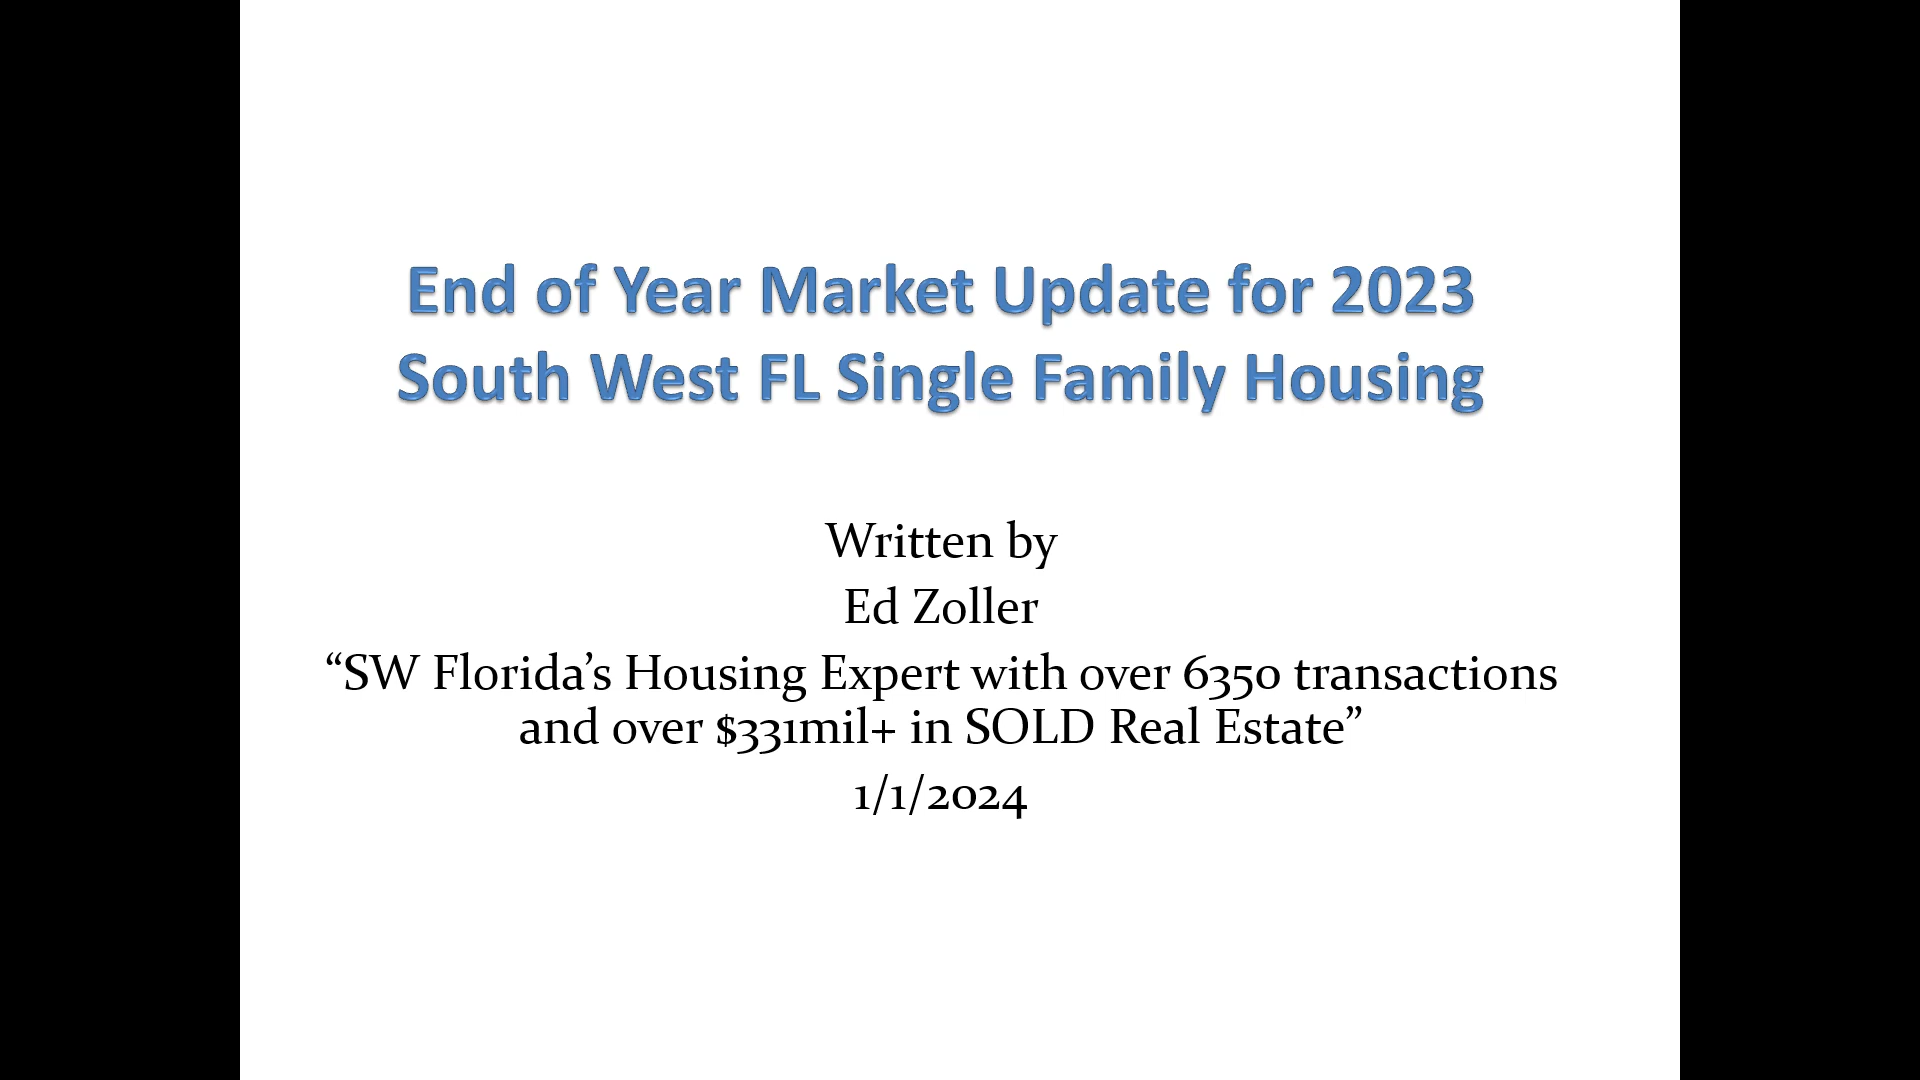 End of Year Market Update for 2023
South West FL Single Family Housing
Written by
Ed Zoller
“SW Florida’s Housing Expert with over 6350 transactions
and over $331mil+ in SOLD Real Estate”
1/1/2024